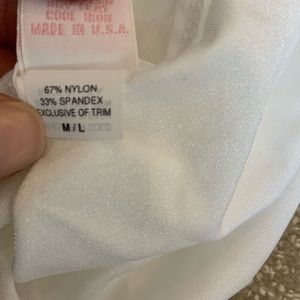 COOL IRON
MADE IN U.S.A.
67% NYLON
33% SPANDEX
EXCLUSIVE OF TRIM
M/L